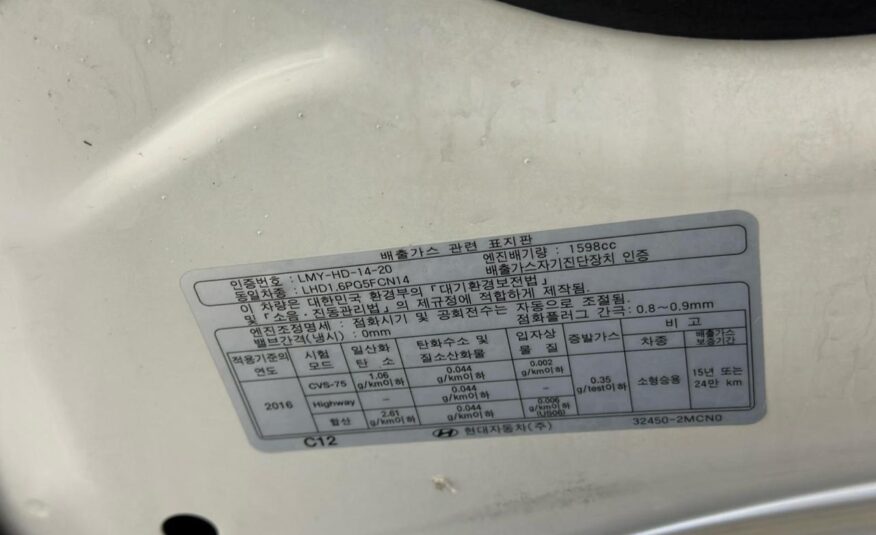 배출가스 관련 표지판
인증번호 : LMY-HD-14-20 엔진배기량 : 1598cc
동일차종 : LHD1.6PG5FCN14 배출가스자기진단장치 인증
이 차량은 대한민국 환경부의 「대기환경보전법」
및 「소음·진동관리법」의 제규정에 적합하게 제작됨.
엔진조정명세 : 점화시기 및 공회전수는 자동으로 조절됨.
밸브간격(냉시) : 0mm 점화플러그 간극: 0.8~0.9mm
적용기준의 연도 시험 모드 일산화 탄소 탄화수소 및 질소산화물 입자상 물질 증발가스 비고
차종 배출가스 보증기간
2016 CVS-75 1.06 g/km이하 0.044 g/km이하 0.002 g/km이하 0.35 g/test이하 소형승용 15년 또는 24만 km
Highway – 0.044 g/km이하 –
합산 2.61 g/km이하 0.044 g/km이하 0.006 g/km이하 (US06)
C12 현대자동차(주) 32450-2MCN0